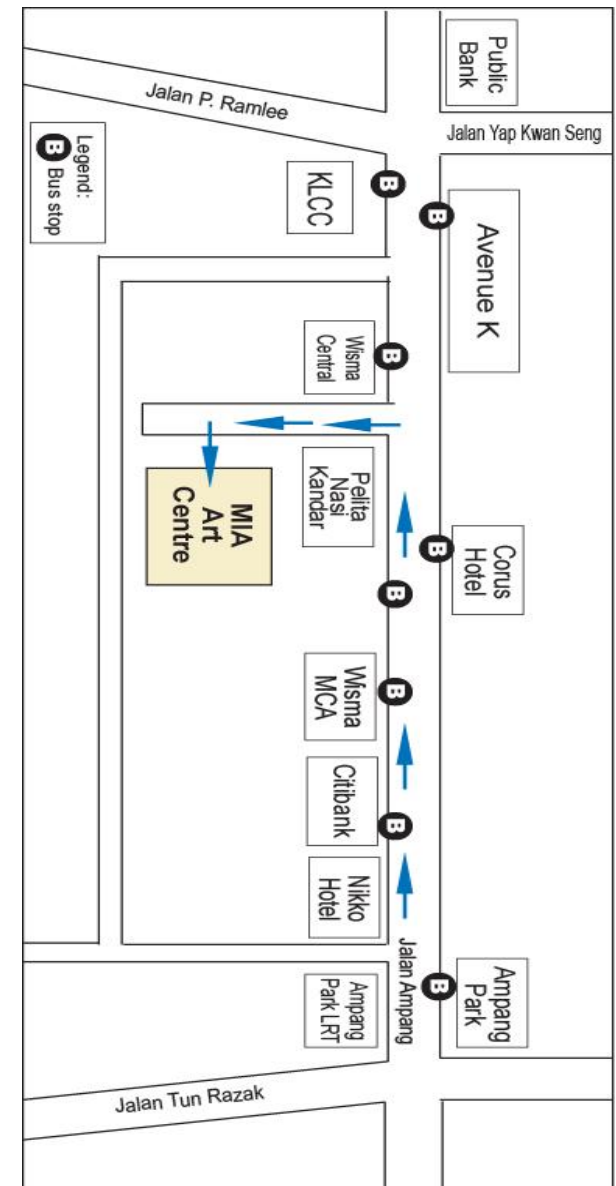 Public
Bank
Jalan P. Ramlee
Jalan Yap Kwan Seng
Legend:
B Bus stop
KLCC
B
B
Avenue K
Wisma
Central
B
Pelita
Nasi
Kandar
MIA
Art
Centre
B
Corus
Hotel
B
Wisma
MCA
B
Citibank
B
Nikko
Hotel
Jalan Ampang
Ampang
Park LRT
B
Ampang
Park
Jalan Tun Razak